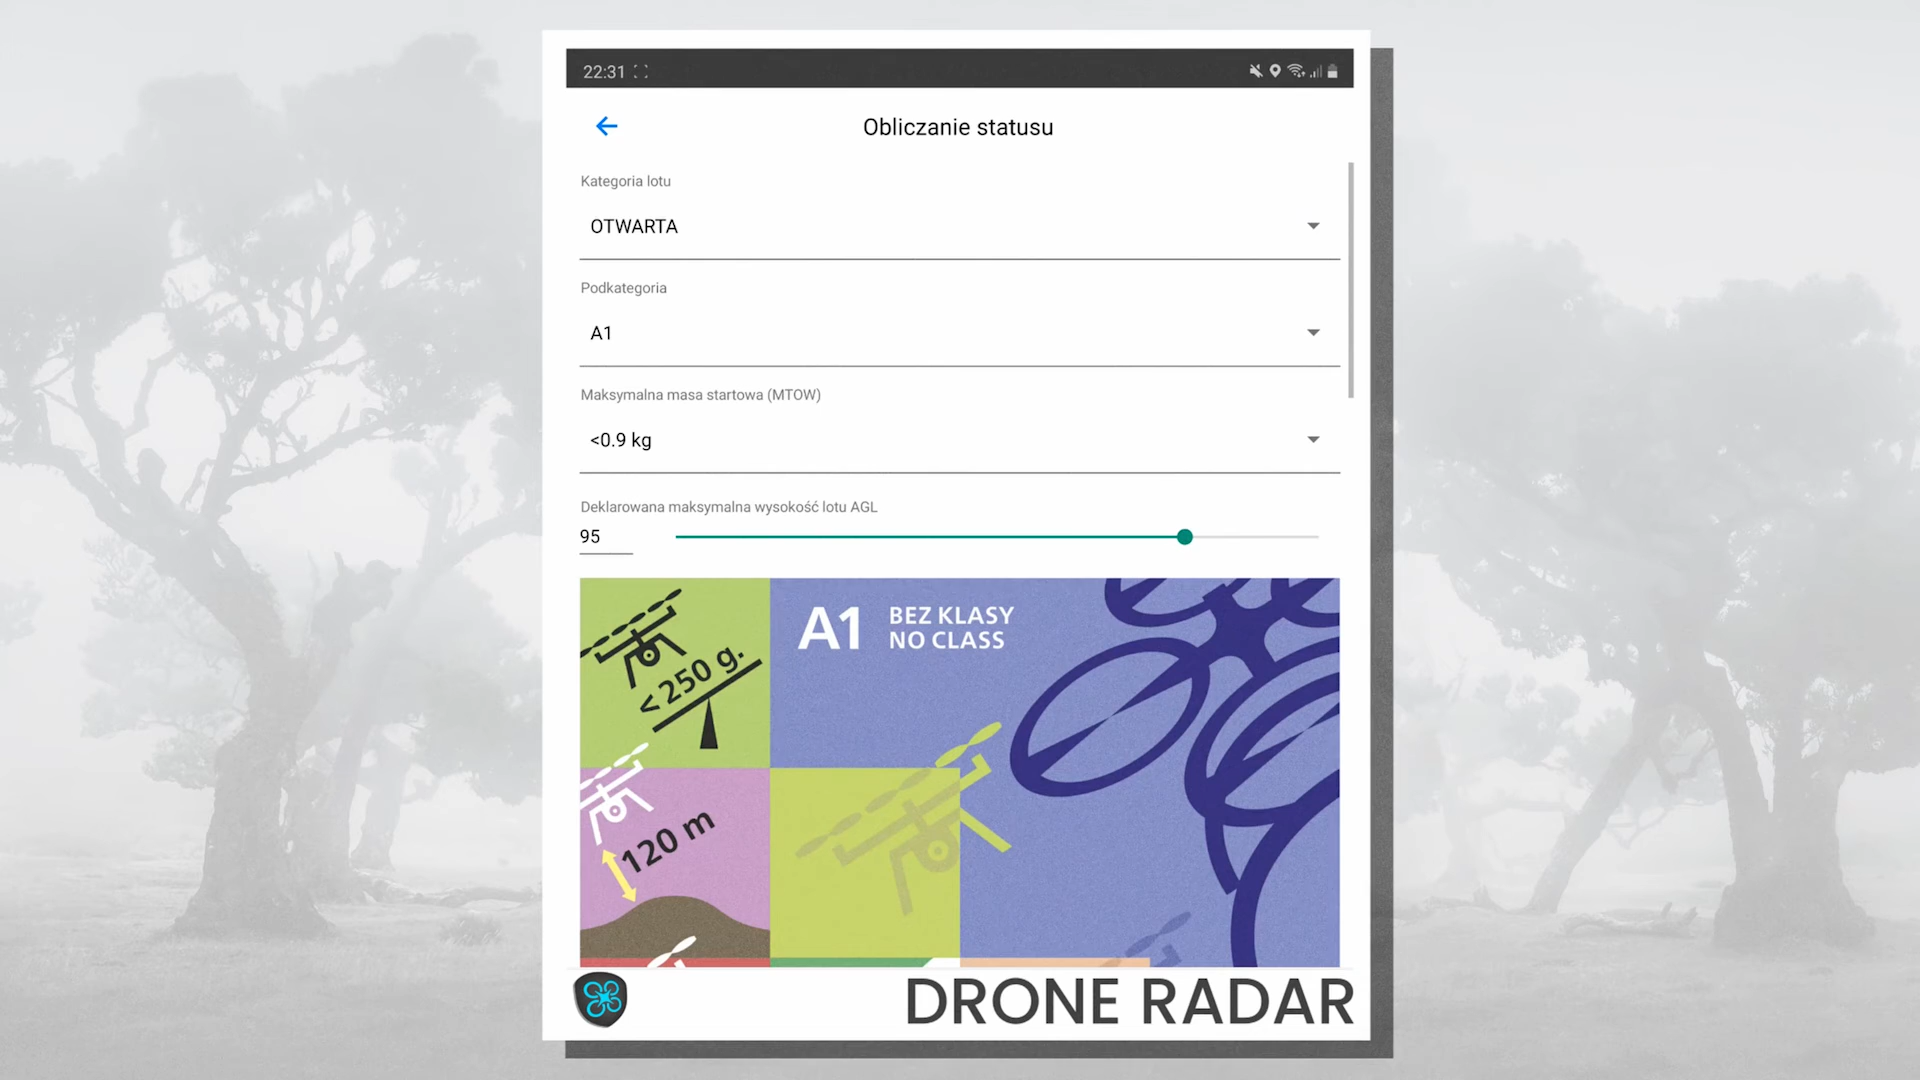 22:31
Obliczanie statusu
Kategoria lotu
OTWARTA
Podkategoria
A1
Maksymalna masa startowa (MTOW)
<0.9 kg
Deklarowana maksymalna wysokość lotu AGL
95
<250 g.
A1 BEZ KLASY
NO CLASS
120 m
DRONE RADAR